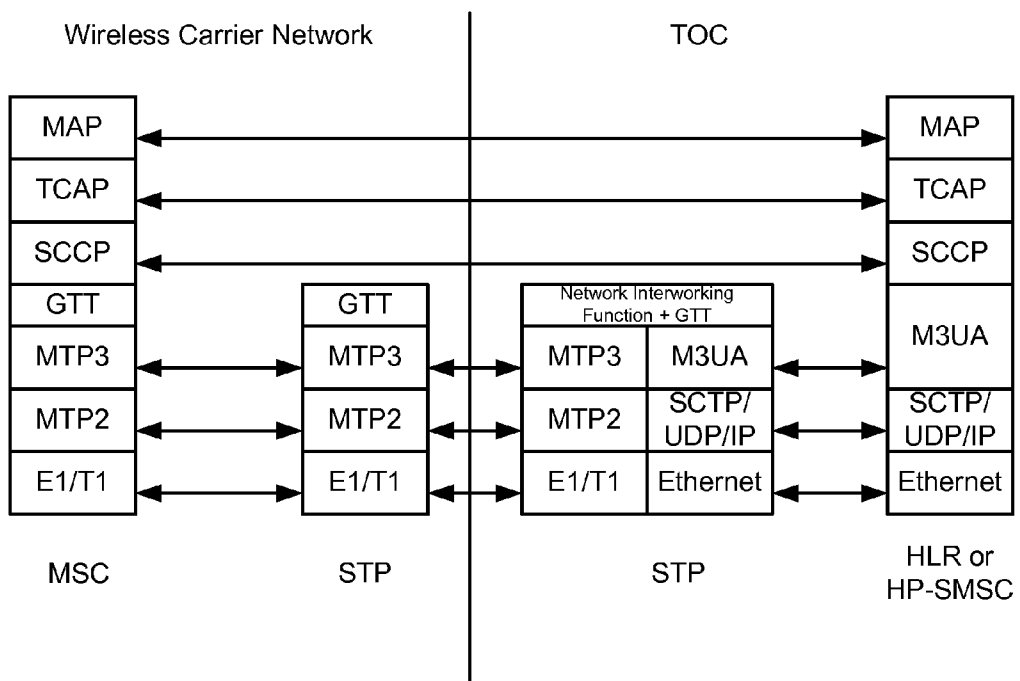 Wireless Carrier Network
TOC
MAP
TCAP
SCCP
GTT
MTP3
MTP2
E1/T1
MSC
GTT
MTP3
MTP2
E1/T1
STP
Network Interworking
Function + GTT
MTP3
M3UA
MTP2
SCTP/
UDP/IP
E1/T1
Ethernet
STP
MAP
TCAP
SCCP
M3UA
SCTP/
UDP/IP
Ethernet
HLR or
HP-SMSC